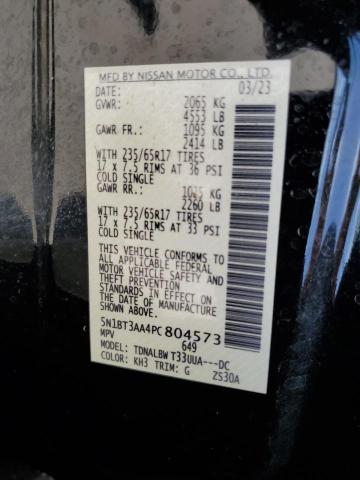 MFD BY NISSAN MOTOR CO., LTD.
DATE: 03/23
GVWR: 2065 KG
4553 LB
GAWR FR.: 1095 KG
2414 LB
WITH 235/65R17 TIRES
17 X 7.5 RIMS AT 36 PSI
COLD SINGLE
GAWR RR.: 1025 KG
2260 LB
WITH 235/65R17 TIRES
17 X 7.5 RIMS AT 33 PSI
COLD SINGLE
THIS VEHICLE CONFORMS TO
ALL APPLICABLE FEDERAL
MOTOR VEHICLE SAFETY AND
THEFT PREVENTION
STANDARDS IN EFFECT ON
THE DATE OF MANUFACTURE
SHOWN ABOVE.
5N1BT3AA4PC 804573
MPV 649
MODEL: TDNALBW T33UUA---DC
COLOR: KH3 TRIM: G ZS30A